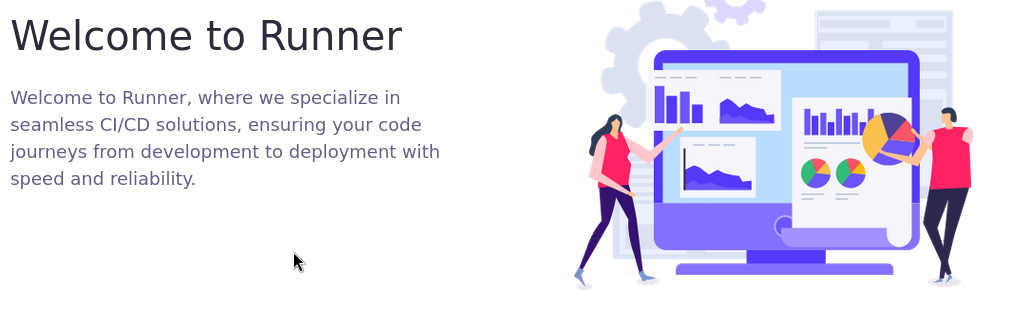 Welcome to Runner
Welcome to Runner, where we specialize in
seamless CI/CD solutions, ensuring your code
journeys from development to deployment with
speed and reliability.